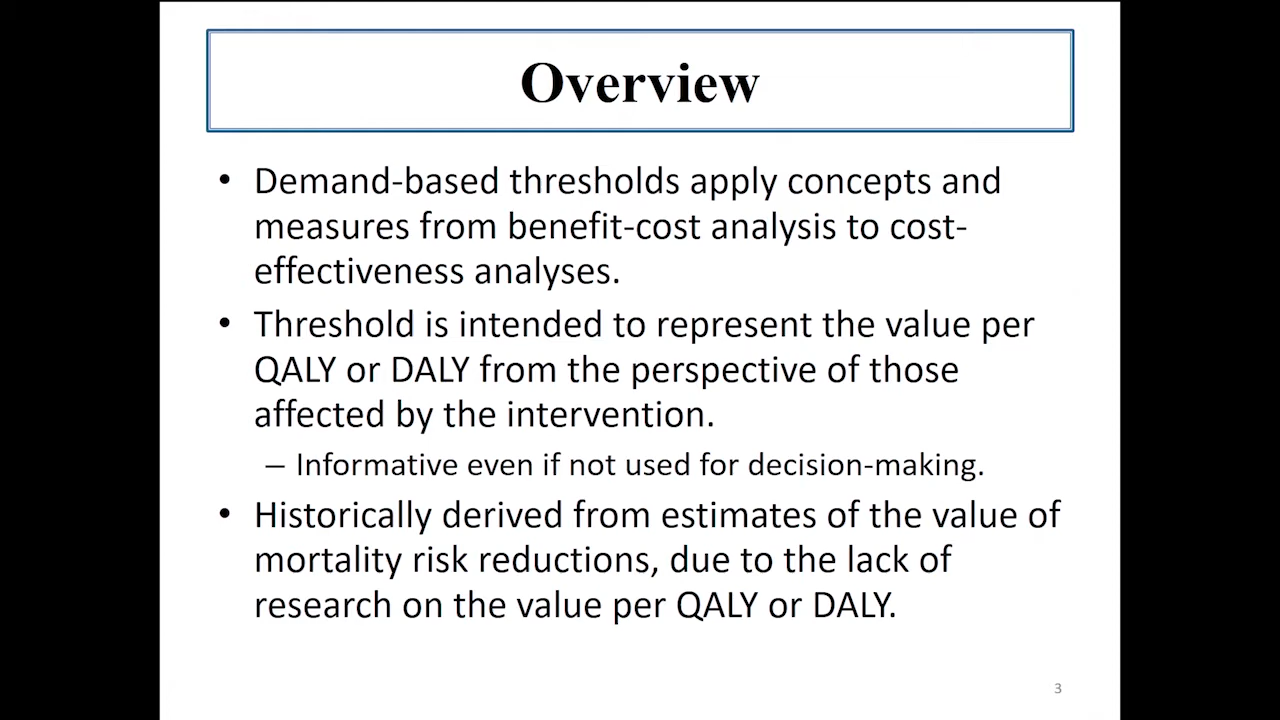 Overview
• Demand-based thresholds apply concepts and
measures from benefit-cost analysis to cost-
effectiveness analyses.
• Threshold is intended to represent the value per
QALY or DALY from the perspective of those
affected by the intervention.
– Informative even if not used for decision-making.
• Historically derived from estimates of the value of
mortality risk reductions, due to the lack of
research on the value per QALY or DALY.
3